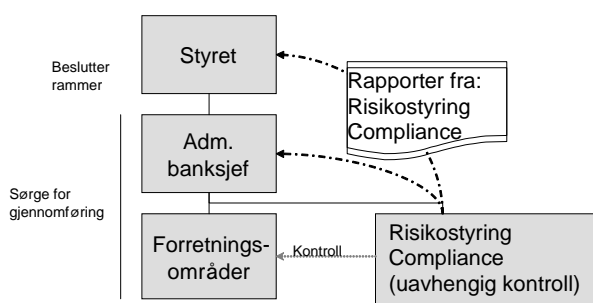 Styret
Beslutter
rammer
Rapporter fra:
Risikostyring
Compliance
Adm.
banksjef
Sørge for
gjennomføring
Forretnings-
områder
Kontroll
Risikostyring
Compliance
(uavhengig kontroll)